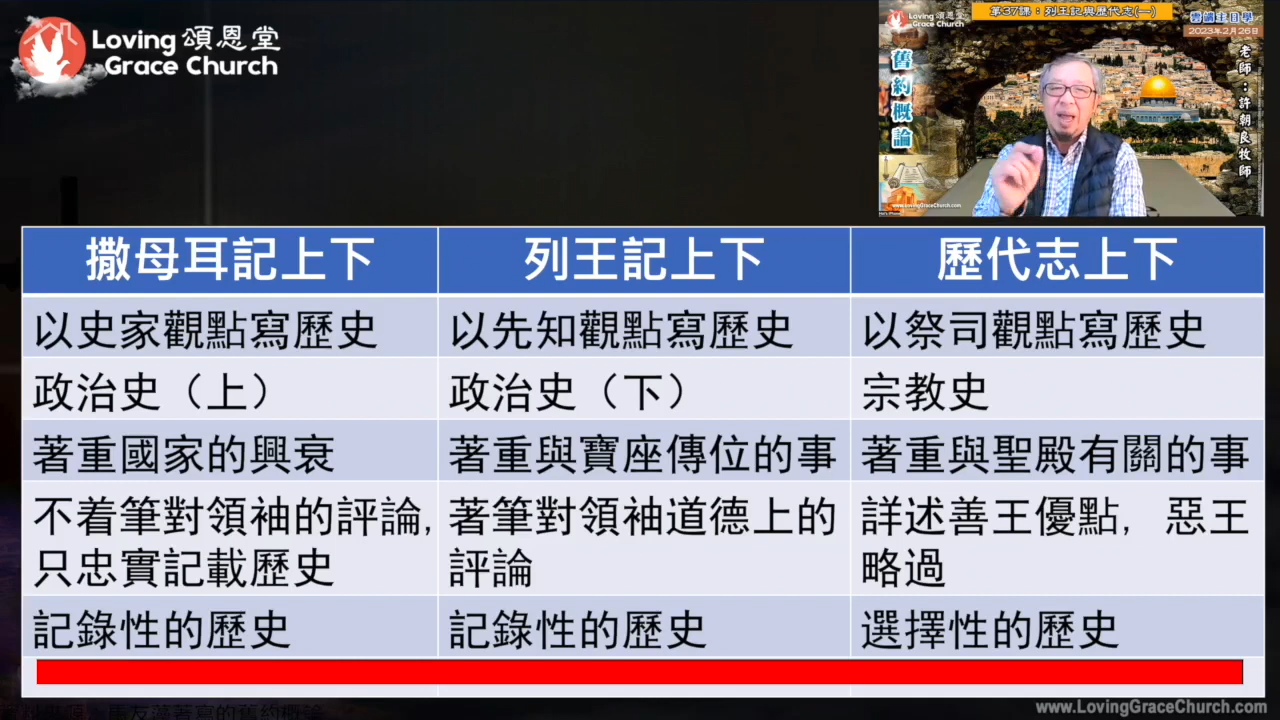 Loving 頌恩堂
Grace Church
Loving 頌恩堂
Grace Church
第37課：列王記與歷代志(一)
雲端主日學
2023年2月26日
舊約概論
老師：許朝良牧師
www.LovingGraceChurch.com
撒母耳記上下
列王記上下
歷代志上下
以史家觀點寫歷史
以先知觀點寫歷史
以祭司觀點寫歷史
政治史（上）
政治史（下）
宗教史
著重國家的興衰
著重與寶座傳位的事
著重與聖殿有關的事
不着筆對領袖的評論,
只忠實記載歷史
著筆對領袖道德上的
評論
詳述善王優點, 惡王
略過
記錄性的歷史
記錄性的歷史
選擇性的歷史
www.LovingGraceChurch.com